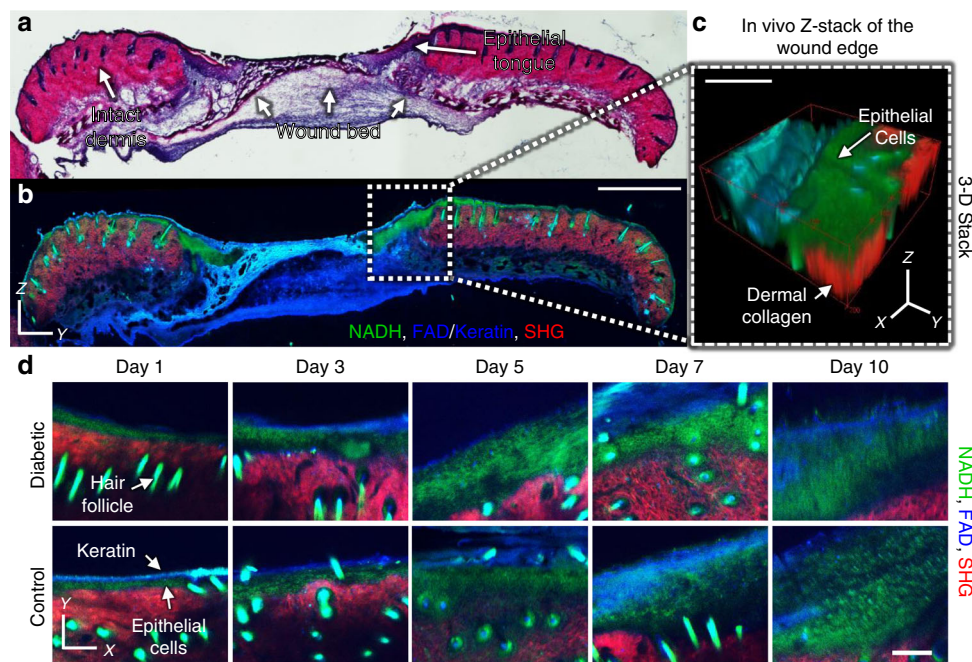 a
Epithelial
tongue
Intact
dermis
Wound bed
b
Z
Y
NADH, FAD/Keratin, SHG
c
In vivo Z-stack of the
wound edge
Epithelial
Cells
Dermal
collagen
Z
X
Y
3-D Stack
d
Day 1
Day 3
Day 5
Day 7
Day 10
Diabetic
Hair
follicle
Control
Keratin
Epithelial
cells
Y
X
NADH, FAD, SHG